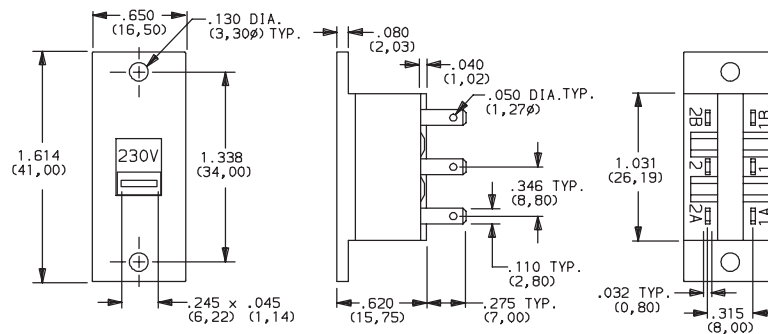 .650
(16,50)
.130 DIA.
(3,30ø) TYP.
1.614
(41,00)
230V
1.338
(34,00)
.245 x .045
(6,22) (1,14)
.080
(2,03)
.040
(1,02)
.050 DIA.TYP.
(1,27ø)
.346 TYP.
(8,80)
.110 TYP.
(2,80)
.620
(15,75)
.275 TYP.
(7,00)
1.031
(26,19)
2B
1B
2
1
2A
1A
.032 TYP.
(0,80)
.315
(8,00)